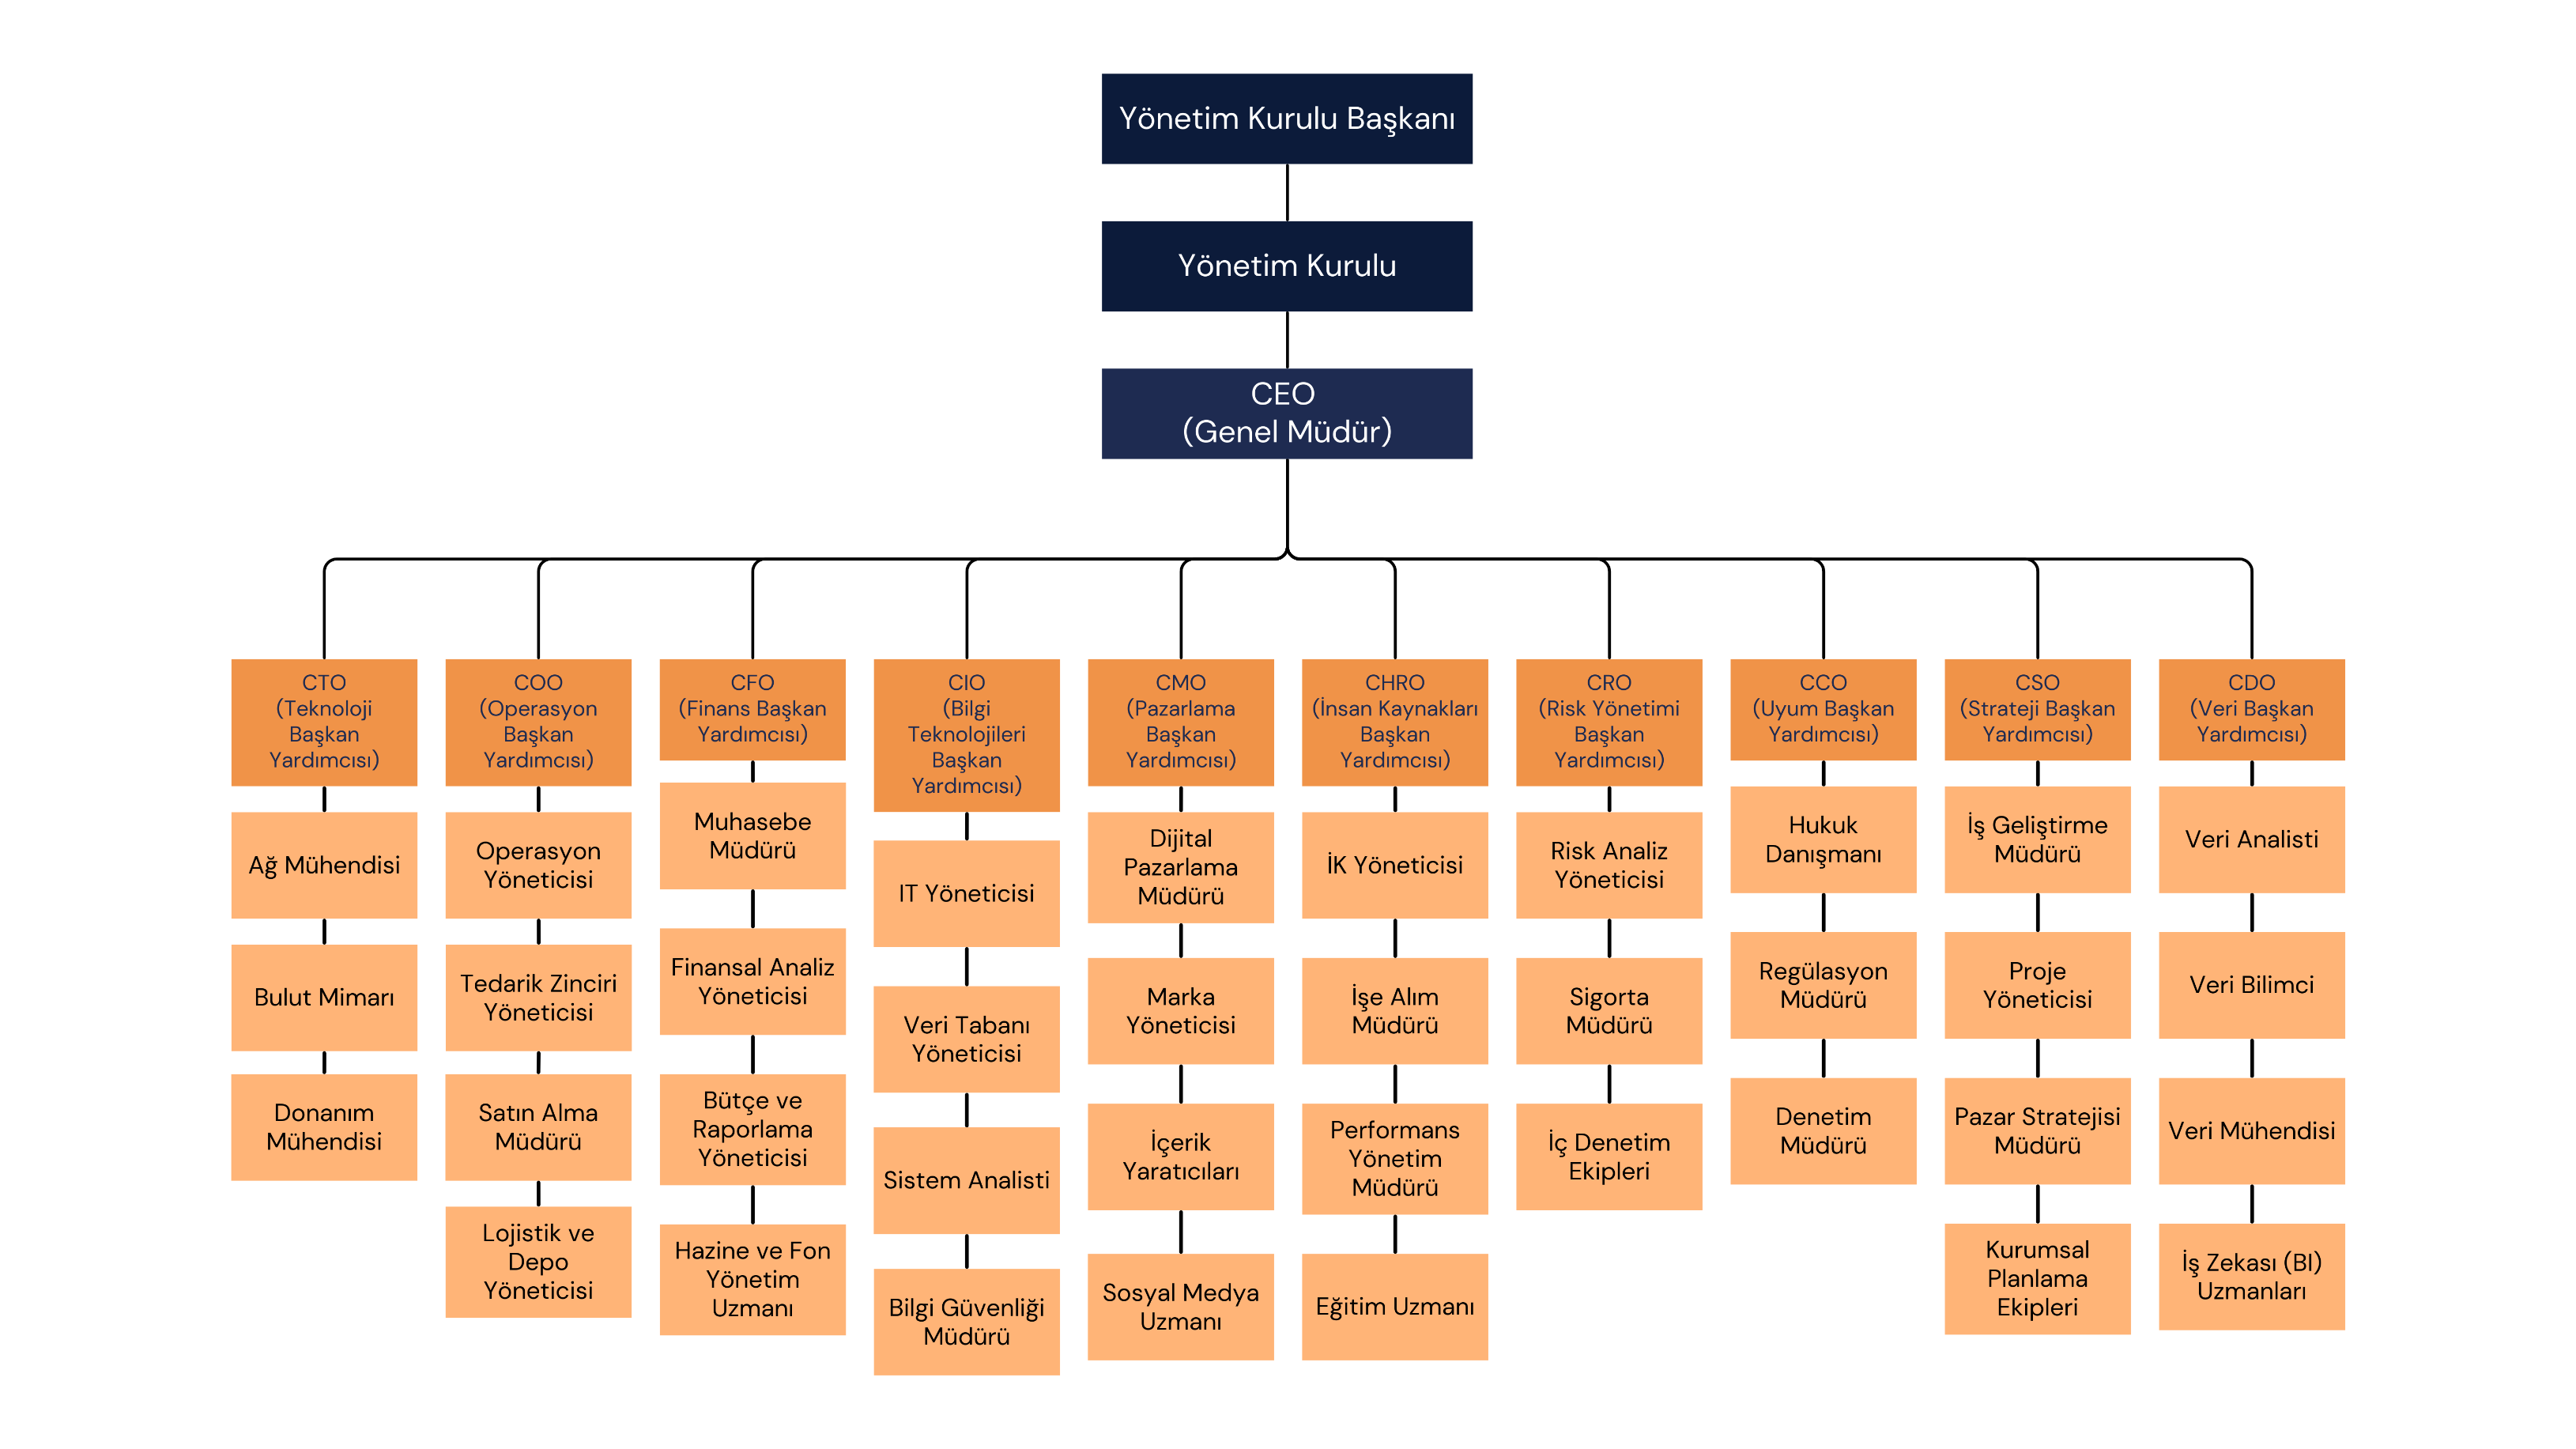 Yönetim Kurulu Başkanı
Yönetim Kurulu
CEO
(Genel Müdür)
CTO
(Teknoloji
Başkan
Yardımcısı)
Ağ Mühendisi
Bulut Mimarı
Donanım
Mühendisi
COO
(Operasyon
Başkan
Yardımcısı)
Operasyon
Yöneticisi
Tedarik Zinciri
Yöneticisi
Satın Alma
Müdürü
Lojistik ve
Depo
Yöneticisi
CFO
(Finans Başkan
Yardımcısı)
Muhasebe
Müdürü
Finansal Analiz
Yöneticisi
Bütçe ve
Raporlama
Yöneticisi
Hazine ve Fon
Yönetim
Uzmanı
CIO
(Bilgi
Teknolojileri
Başkan
Yardımcısı)
IT Yöneticisi
Veri Tabanı
Yöneticisi
Sistem Analisti
Bilgi Güvenliği
Müdürü
CMO
(Pazarlama
Başkan
Yardımcısı)
Dijital
Pazarlama
Müdürü
Marka
Yöneticisi
İçerik
Yaratıcıları
Sosyal Medya
Uzmanı
CHRO
(İnsan Kaynakları
Başkan
Yardımcısı)
İK Yöneticisi
İşe Alım
Müdürü
Performans
Yönetim
Müdürü
Eğitim Uzmanı
CRO
(Risk Yönetimi
Başkan
Yardımcısı)
Risk Analiz
Yöneticisi
Sigorta
Müdürü
İç Denetim
Ekipleri
CCO
(Uyum Başkan
Yardımcısı)
Hukuk
Danışmanı
Regülasyon
Müdürü
Denetim
Müdürü
CSO
(Strateji Başkan
Yardımcısı)
İş Geliştirme
Müdürü
Proje
Yöneticisi
Pazar Stratejisi
Müdürü
Kurumsal
Planlama
Ekipleri
CDO
(Veri Başkan
Yardımcısı)
Veri Analisti
Veri Bilimci
Veri Mühendisi
İş Zekası (BI)
Uzmanları